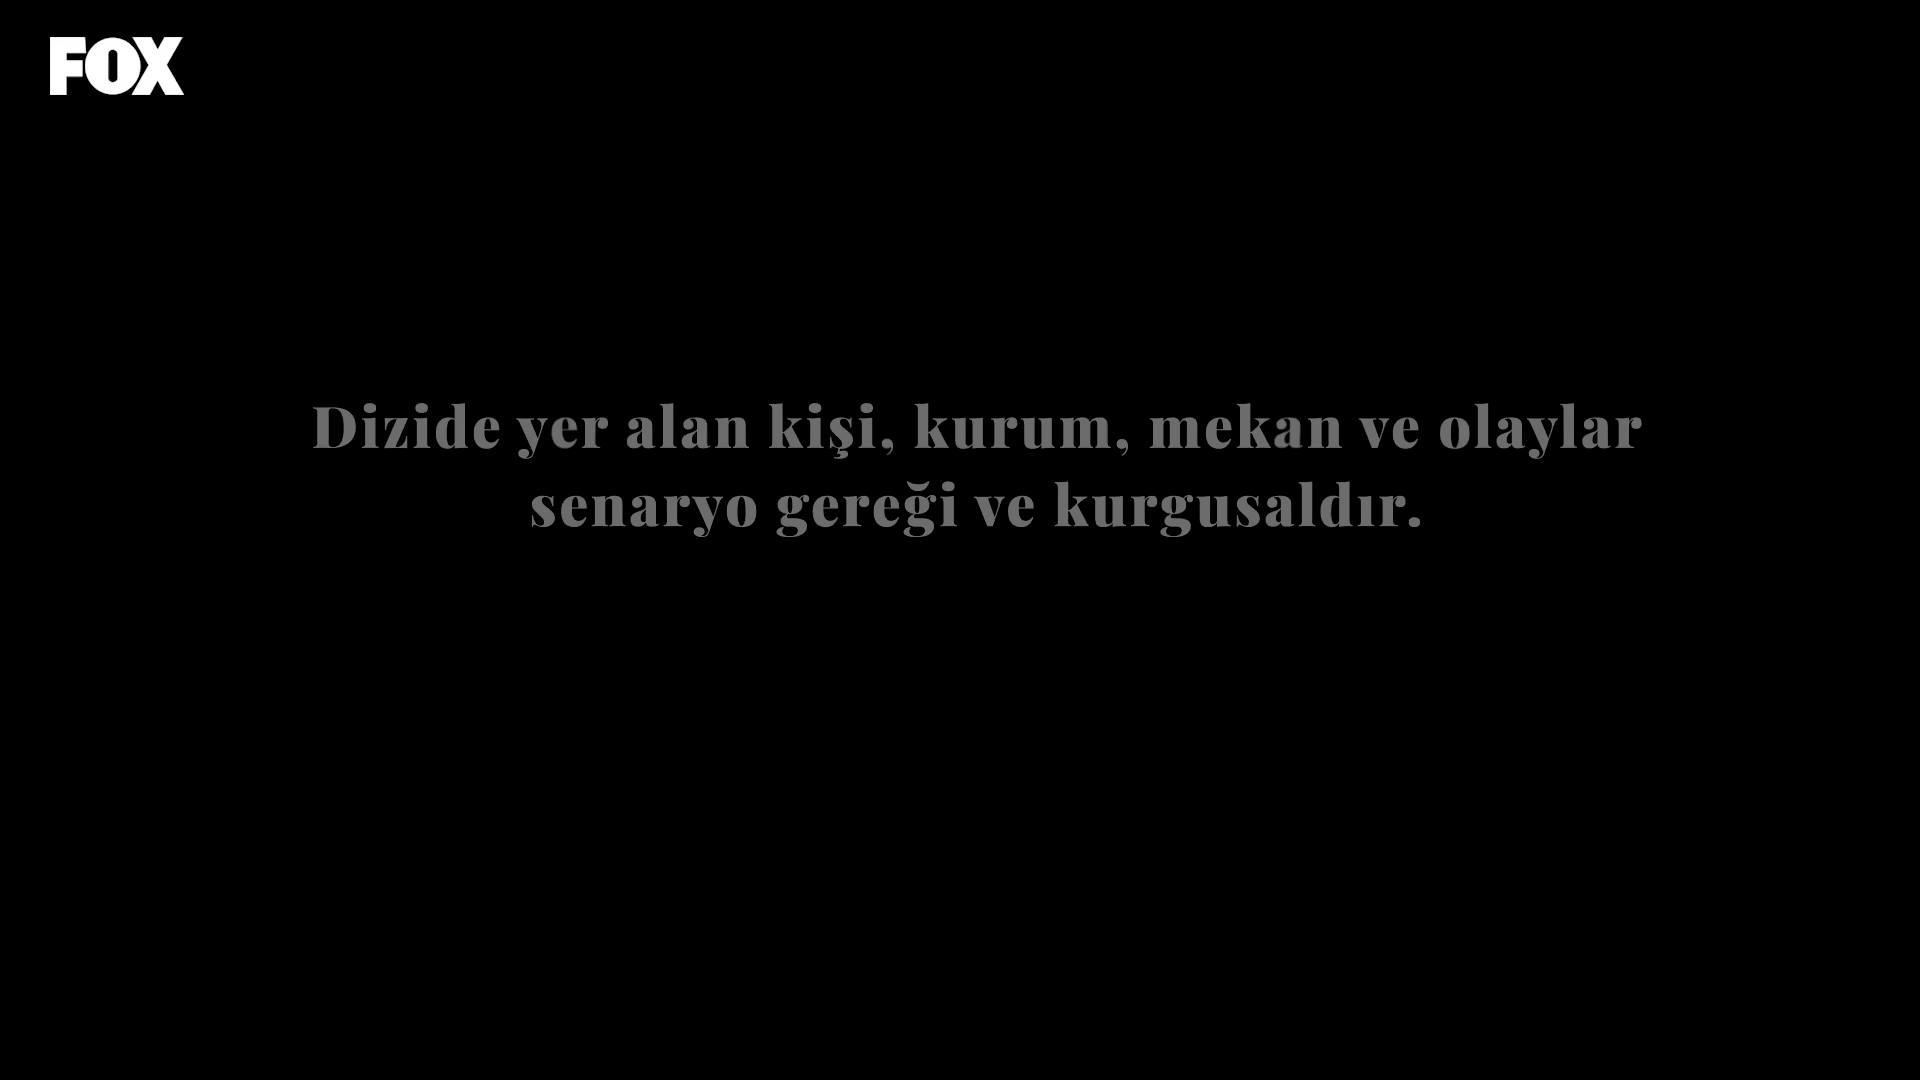 FOX
Dizide yer alan kişi, kurum, mekan ve olaylar
senaryo gereği ve kurgusaldır.